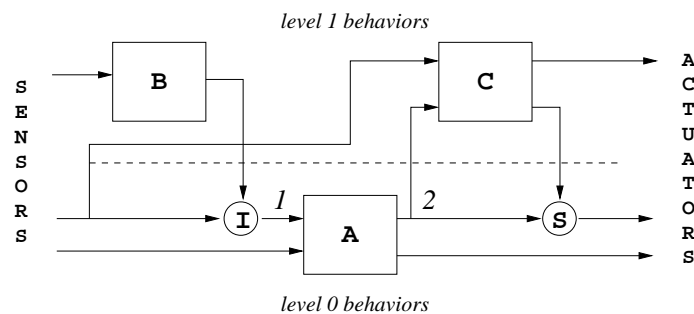 level 1 behaviors
SENSORS
B
C
ACTUATORS
I
1
A
2
S
level 0 behaviors